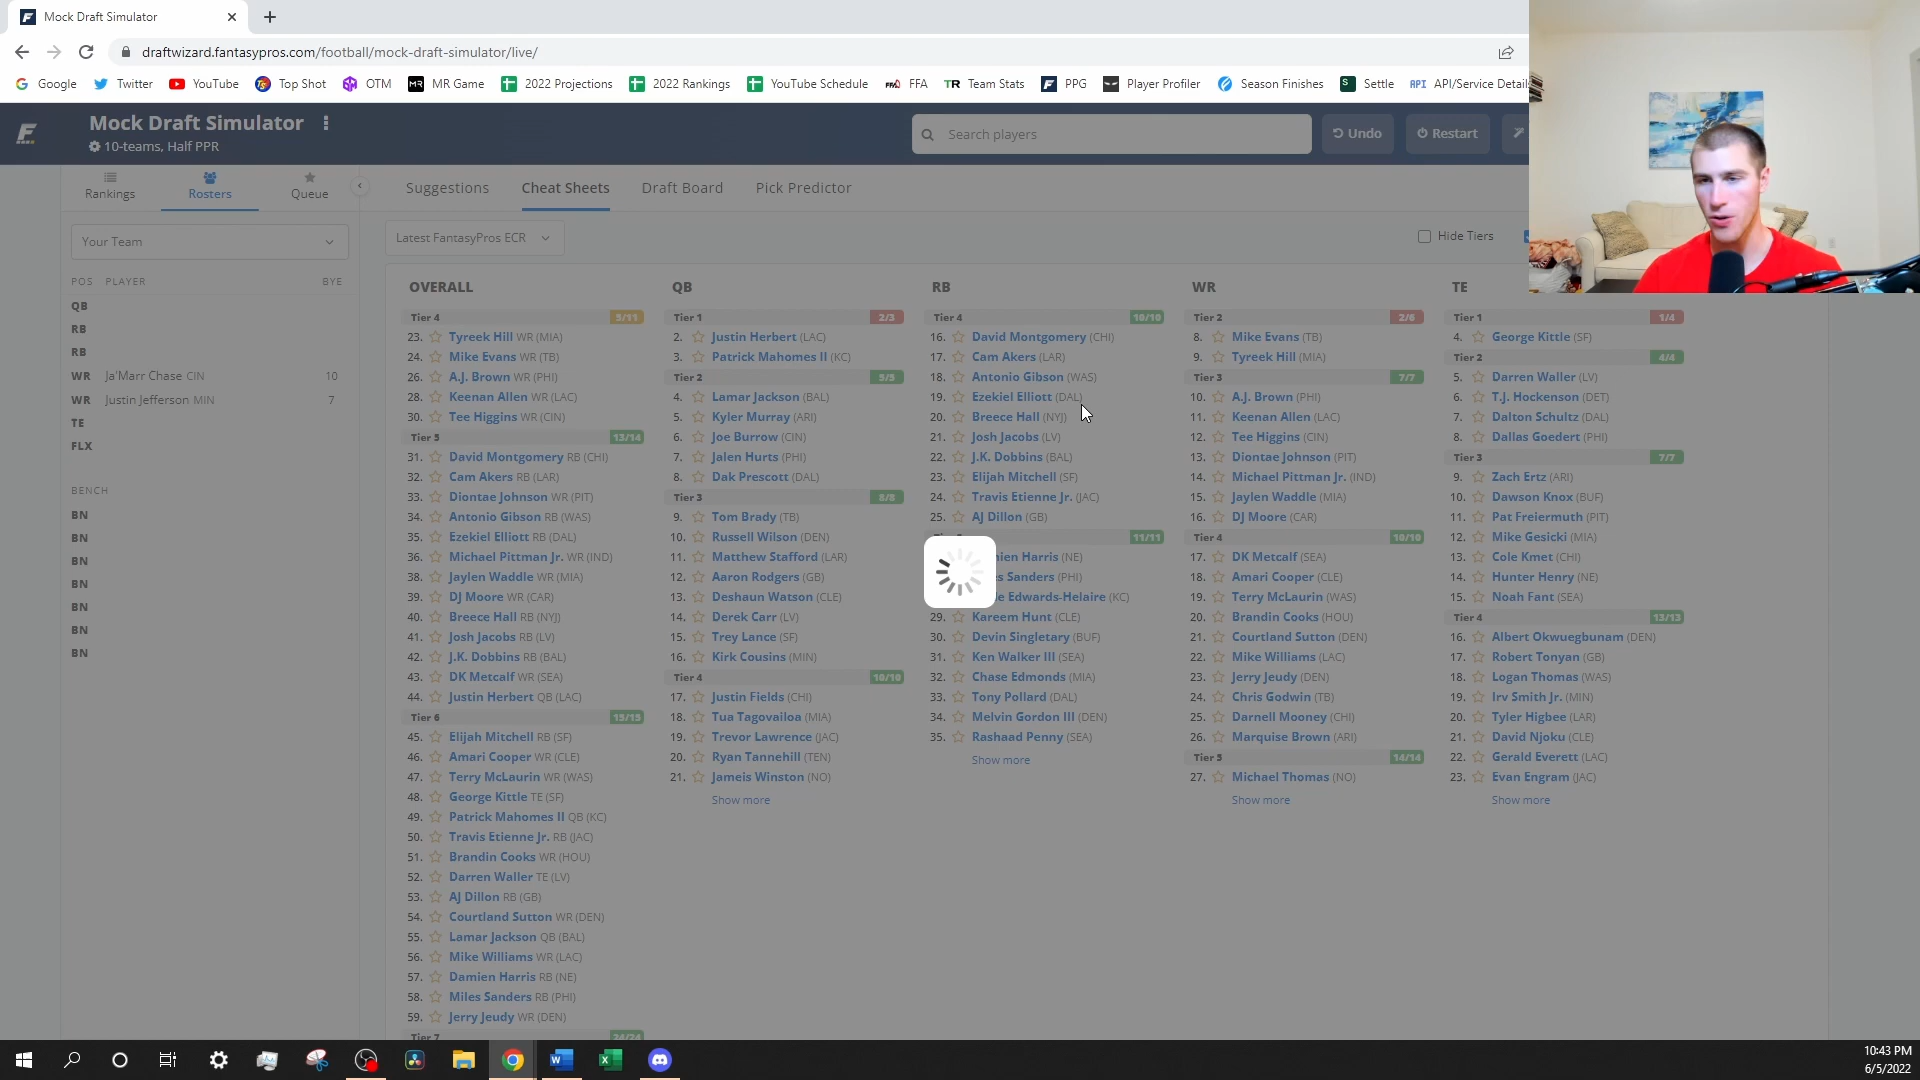 Mock Draft Simulator
draftwizard.fantasypros.com/football/mock-draft-simulator/live/
Google Twitter YouTube Top Shot OTM MR Game 2022 Projections 2022 Rankings YouTube Schedule FFA Team Stats PPG Player Profiler Season Finishes Settle API/Service Detail
Mock Draft Simulator
10-teams, Half PPR
Search players
Undo
Restart
Rankings Rosters Queue
Suggestions Cheat Sheets Draft Board Pick Predictor
Your Team
POS PLAYER BYE
QB
RB
RB
WR Ja'Marr Chase CIN 10
WR Justin Jefferson MIN 7
TE
FLX
BENCH
BN
BN
BN
BN
BN
BN
BN
Latest FantasyPros ECR
Hide Tiers
OVERALL
Tier 4 5/11
23. Tyreek Hill WR (MIA)
24. Mike Evans WR (TB)
26. A.J. Brown WR (PHI)
28. Keenan Allen WR (LAC)
30. Tee Higgins WR (CIN)
Tier 5 13/14
31. David Montgomery RB (CHI)
32. Cam Akers RB (LAR)
33. Diontae Johnson WR (PIT)
34. Antonio Gibson RB (WAS)
35. Ezekiel Elliott RB (DAL)
36. Michael Pittman Jr. WR (IND)
38. Jaylen Waddle WR (MIA)
39. DJ Moore WR (CAR)
40. Breece Hall RB (NYJ)
41. Josh Jacobs RB (LV)
42. J.K. Dobbins RB (BAL)
43. DK Metcalf WR (SEA)
44. Justin Herbert QB (LAC)
Tier 6 15/15
45. Elijah Mitchell RB (SF)
46. Amari Cooper WR (CLE)
47. Terry McLaurin WR (WAS)
48. George Kittle TE (SF)
49. Patrick Mahomes II QB (KC)
50. Travis Etienne Jr. RB (JAC)
51. Brandin Cooks WR (HOU)
52. Darren Waller TE (LV)
53. AJ Dillon RB (GB)
54. Courtland Sutton WR (DEN)
55. Lamar Jackson QB (BAL)
56. Mike Williams WR (LAC)
57. Damien Harris RB (NE)
58. Miles Sanders RB (PHI)
59. Jerry Jeudy WR (DEN)
Tier 7 24/24
QB
Tier 1 2/3
2. Justin Herbert (LAC)
3. Patrick Mahomes II (KC)
Tier 2 5/5
4. Lamar Jackson (BAL)
5. Kyler Murray (ARI)
6. Joe Burrow (CIN)
7. Jalen Hurts (PHI)
8. Dak Prescott (DAL)
Tier 3 8/8
9. Tom Brady (TB)
10. Russell Wilson (DEN)
11. Matthew Stafford (LAR)
12. Aaron Rodgers (GB)
13. Deshaun Watson (CLE)
14. Derek Carr (LV)
15. Trey Lance (SF)
16. Kirk Cousins (MIN)
Tier 4 10/10
17. Justin Fields (CHI)
18. Tua Tagovailoa (MIA)
19. Trevor Lawrence (JAC)
20. Ryan Tannehill (TEN)
21. Jameis Winston (NO)
Show more
RB
Tier 4 10/10
16. David Montgomery (CHI)
17. Cam Akers (LAR)
18. Antonio Gibson (WAS)
19. Ezekiel Elliott (DAL)
20. Breece Hall (NYJ)
21. Josh Jacobs (LV)
22. J.K. Dobbins (BAL)
23. Elijah Mitchell (SF)
24. Travis Etienne Jr. (JAC)
25. AJ Dillon (GB)
11/11
ien Harris (NE)
s Sanders (PHI)
e Edwards-Helaire (KC)
29. Kareem Hunt (CLE)
30. Devin Singletary (BUF)
31. Ken Walker III (SEA)
32. Chase Edmonds (MIA)
33. Tony Pollard (DAL)
34. Melvin Gordon III (DEN)
35. Rashaad Penny (SEA)
Show more
WR
Tier 2 2/6
8. Mike Evans (TB)
9. Tyreek Hill (MIA)
Tier 3 7/7
10. A.J. Brown (PHI)
11. Keenan Allen (LAC)
12. Tee Higgins (CIN)
13. Diontae Johnson (PIT)
14. Michael Pittman Jr. (IND)
15. Jaylen Waddle (MIA)
16. DJ Moore (CAR)
Tier 4 10/10
17. DK Metcalf (SEA)
18. Amari Cooper (CLE)
19. Terry McLaurin (WAS)
20. Brandin Cooks (HOU)
21. Courtland Sutton (DEN)
22. Mike Williams (LAC)
23. Jerry Jeudy (DEN)
24. Chris Godwin (TB)
25. Darnell Mooney (CHI)
26. Marquise Brown (ARI)
Tier 5 14/14
27. Michael Thomas (NO)
Show more
TE
Tier 1 1/4
4. George Kittle (SF)
Tier 2 4/4
5. Darren Waller (LV)
6. T.J. Hockenson (DET)
7. Dalton Schultz (DAL)
8. Dallas Goedert (PHI)
Tier 3 7/7
9. Zach Ertz (ARI)
10. Dawson Knox (BUF)
11. Pat Freiermuth (PIT)
12. Mike Gesicki (MIA)
13. Cole Kmet (CHI)
14. Hunter Henry (NE)
15. Noah Fant (SEA)
Tier 4 13/13
16. Albert Okwuegbunam (DEN)
17. Robert Tonyan (GB)
18. Logan Thomas (WAS)
19. Irv Smith Jr. (MIN)
20. Tyler Higbee (LAR)
21. David Njoku (CLE)
22. Gerald Everett (LAC)
23. Evan Engram (JAC)
Show more
10:43 PM
6/5/2022